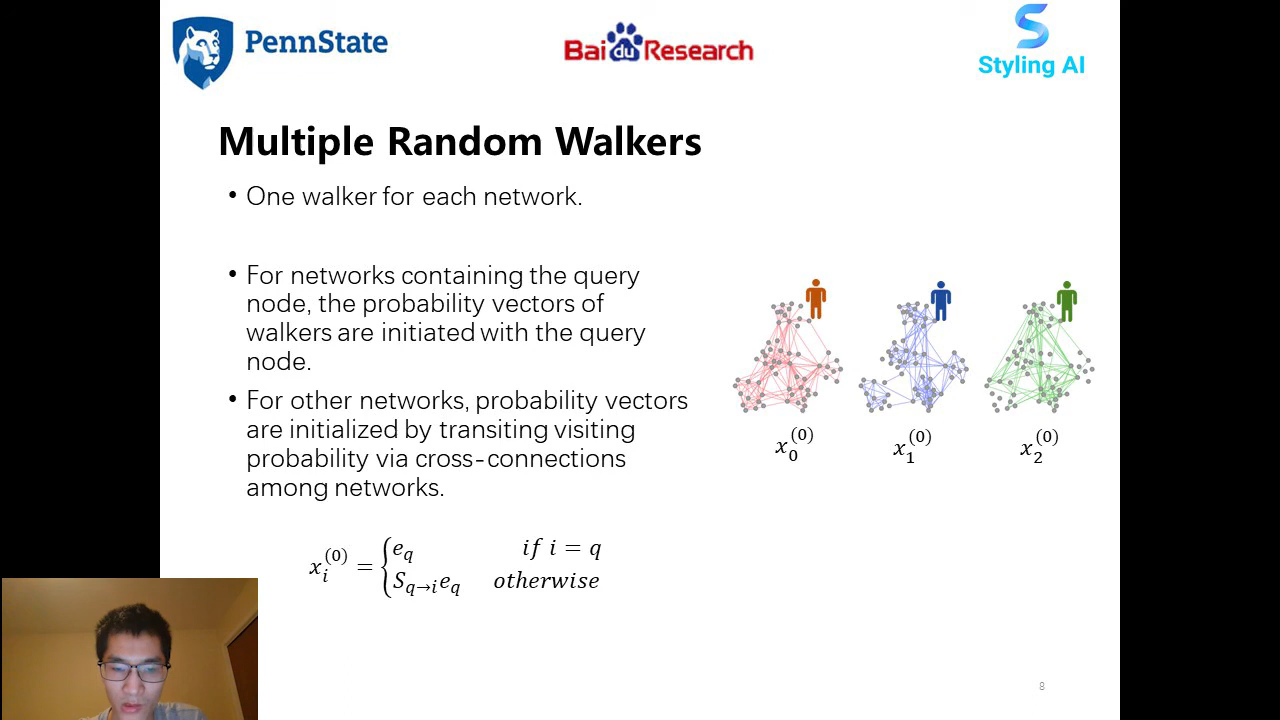 PennState
Bai du Research
Styling AI
Multiple Random Walkers
• One walker for each network.
• For networks containing the query
node, the probability vectors of
walkers are initiated with the query
node.
• For other networks, probability vectors
are initialized by transiting visiting
probability via cross-connections
among networks.
x_0^{(0)} x_1^{(0)} x_2^{(0)}
x_i^{(0)} = { e_q if i = q
S_{q→i}e_q otherwise
8